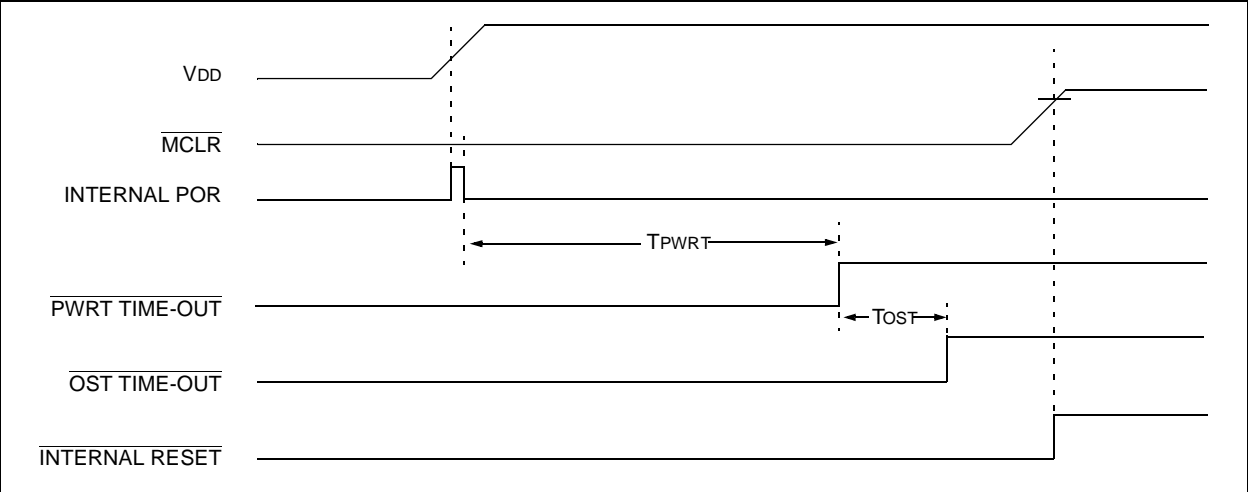 VDD
MCLR
INTERNAL POR
TPWRT
PWRT TIME-OUT
TOST
OST TIME-OUT
INTERNAL RESET